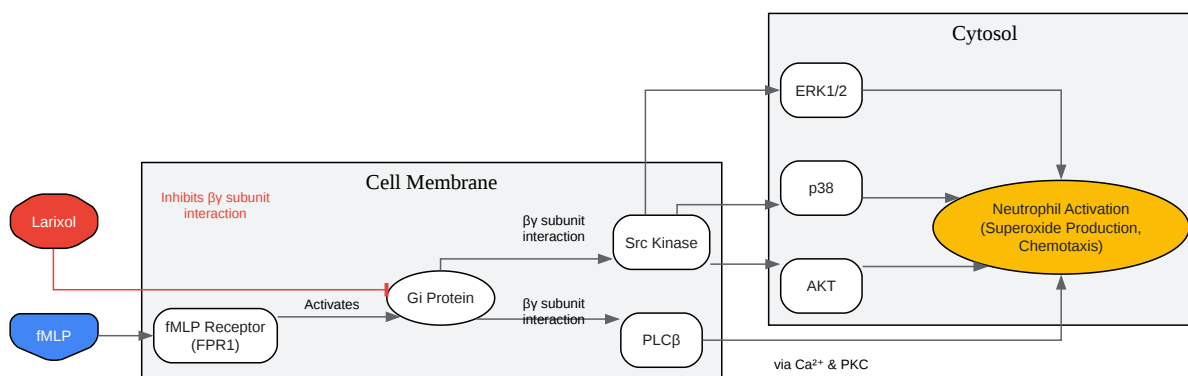 Cytosol
ERK1/2
Cell Membrane
p38
Inhibits βγ subunit
interaction
Larixol
βγ subunit
interaction
Src Kinase
Neutrophil Activation
(Superoxide Production,
Chemotaxis)
AKT
Gi Protein
Activates
βγ subunit
interaction
fMLP
fMLP Receptor
(FPR1)
PLCβ
via Ca²⁺ & PKC